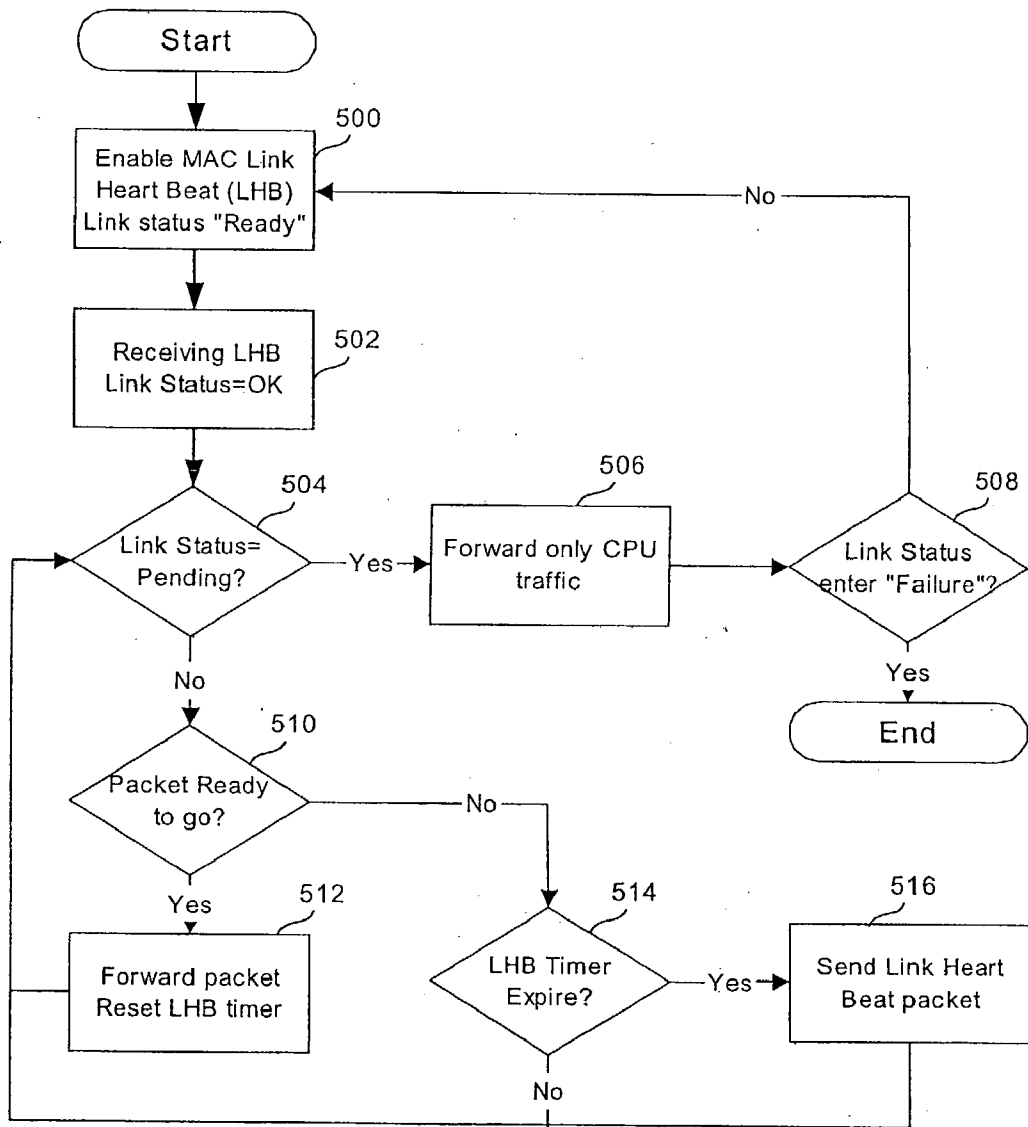 Start
500
Enable MAC Link
Heart Beat (LHB)
Link status "Ready"
No
502
Receiving LHB
Link Status=OK
504
Link Status=
Pending?
Yes
506
Forward only CPU
traffic
508
Link Status
enter "Failure"?
No
Yes
End
510
Packet Ready
to go?
No
Yes
512
Forward packet
Reset LHB timer
514
LHB Timer
Expire?
Yes
516
Send Link Heart
Beat packet
No